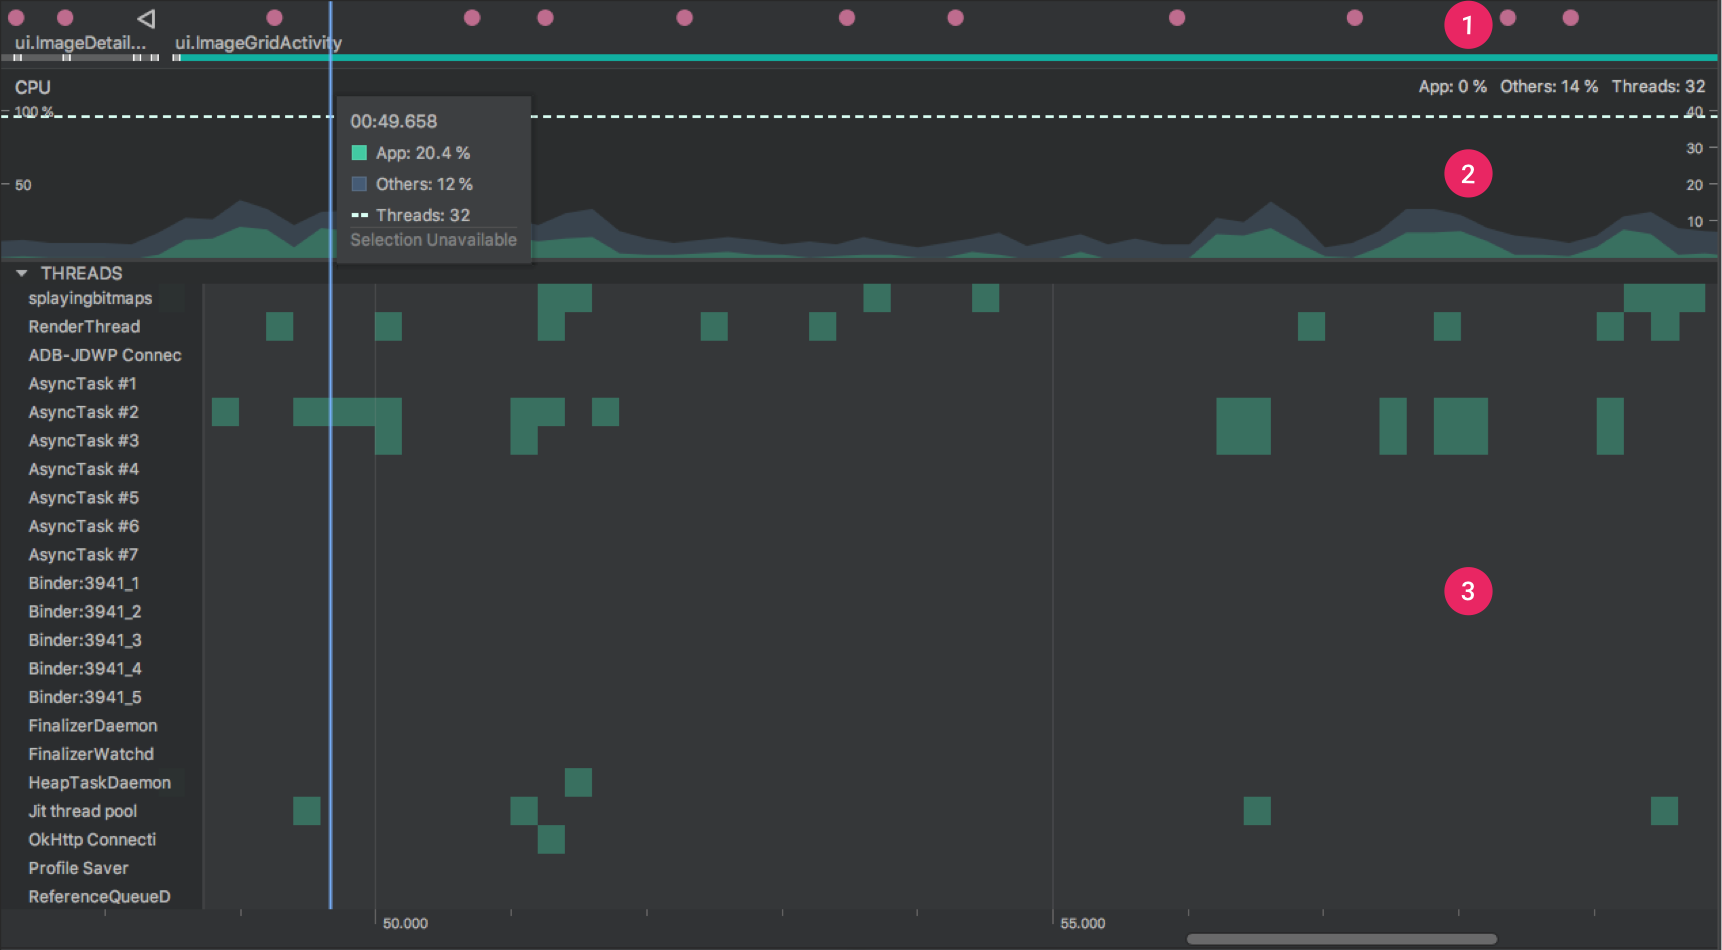 1
ui.ImageDetail... ui.ImageGridActivity
CPU App: 0 % Others: 14 % Threads: 32
100 % 40
00:49.658
App: 20.4 %
30
2
50 Others: 12 % 20
Threads: 32
10
Selection Unavailable
THREADS
splayingbitmaps
RenderThread
ADB-JDWP Connec
AsyncTask #1
AsyncTask #2
AsyncTask #3
AsyncTask #4
AsyncTask #5
AsyncTask #6
AsyncTask #7
Binder:3941_1
3
Binder:3941_2
Binder:3941_3
Binder:3941_4
Binder:3941_5
FinalizerDaemon
FinalizerWatchd
HeapTaskDaemon
Jit thread pool
OkHttp Connecti
Profile Saver
ReferenceQueueD
50.000 55.000